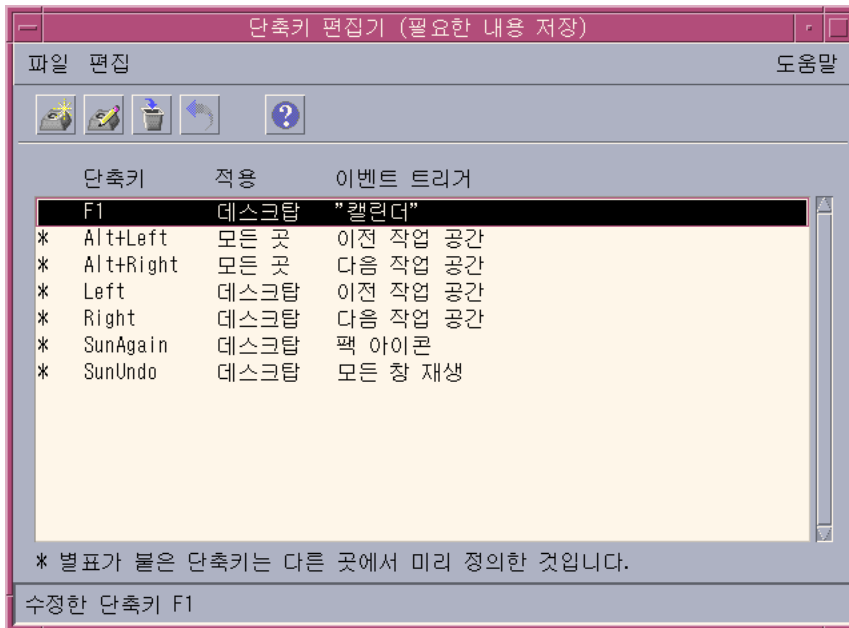 단축키 편집기 (필요한 내용 저장)
파일 편집 도움말
단축키 적용 이벤트 트리거
F1 데스크탑 "캘린더"
* Alt+Left 모든 곳 이전 작업 공간
* Alt+Right 모든 곳 다음 작업 공간
* Left 데스크탑 이전 작업 공간
* Right 데스크탑 다음 작업 공간
* SunAgain 데스크탑 팩 아이콘
* SunUndo 데스크탑 모든 창 재생
* 별표가 붙은 단축키는 다른 곳에서 미리 정의한 것입니다.
수정한 단축키 F1